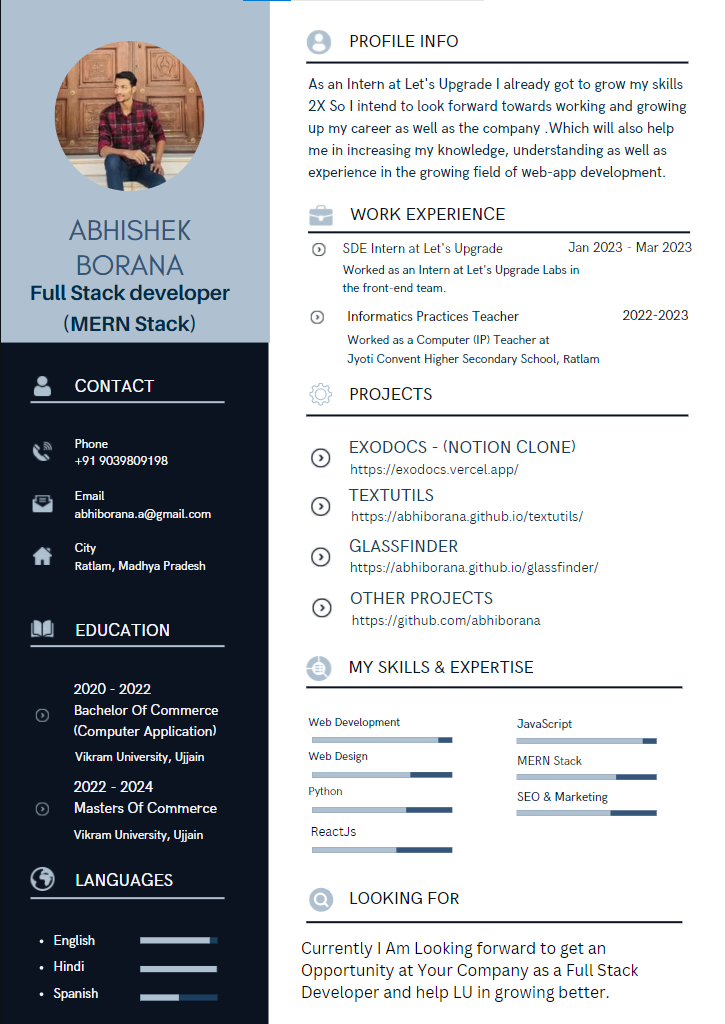 ABHISHEK
BORANA
Full Stack developer
(MERN Stack)
CONTACT
Phone
+91 9039809198
Email
abhiborana.a@gmail.com
City
Ratlam, Madhya Pradesh
EDUCATION
2020 - 2022
Bachelor Of Commerce
(Computer Application)
Vikram University, Ujjain
2022 - 2024
Masters Of Commerce
Vikram University, Ujjain
LANGUAGES
• English
• Hindi
• Spanish
PROFILE INFO
As an Intern at Let's Upgrade I already got to grow my skills
2X So I intend to look forward towards working and growing
up my career as well as the company .Which will also help
me in increasing my knowledge, understanding as well as
experience in the growing field of web-app development.
WORK EXPERIENCE
SDE Intern at Let's Upgrade Jan 2023 - Mar 2023
Worked as an Intern at Let's Upgrade Labs in
the front-end team.
Informatics Practices Teacher 2022-2023
Worked as a Computer (IP) Teacher at
Jyoti Convent Higher Secondary School, Ratlam
PROJECTS
EXODOCS - (NOTION CLONE)
https://exodocs.vercel.app/
TEXTUTILS
https://abhiborana.github.io/textutils/
GLASSFINDER
https://abhiborana.github.io/glassfinder/
OTHER PROJECTS
https://github.com/abhiborana
MY SKILLS & EXPERTISE
Web Development
Web Design
Python
ReactJs
JavaScript
MERN Stack
SEO & Marketing
LOOKING FOR
Currently I Am Looking forward to get an
Opportunity at Your Company as a Full Stack
Developer and help LU in growing better.